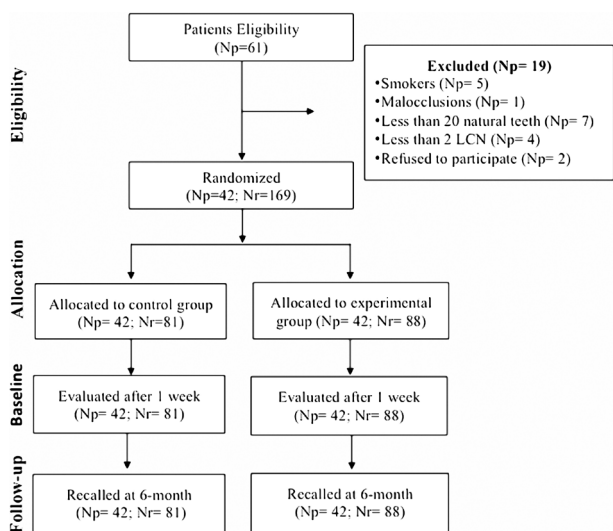 Patients Eligibility
(Np=61)
Excluded (Np= 19)
•Smokers (Np= 5)
•Malocclusions (Np= 1)
•Less than 20 natural teeth (Np= 7)
•Less than 2 LCN (Np= 4)
•Refused to participate (Np= 2)
Eligibility
Randomized
(Np=42; Nr=169)
Allocation
Allocated to control group
(Np= 42; Nr=81)
Allocated to experimental
group (Np= 42; Nr= 88)
Baseline
Evaluated after 1 week
(Np= 42; Nr= 81)
Evaluated after 1 week
(Np= 42; Nr= 88)
Follow-up
Recalled at 6-month
(Np= 42; Nr= 81)
Recalled at 6-month
(Np= 42; Nr= 88)